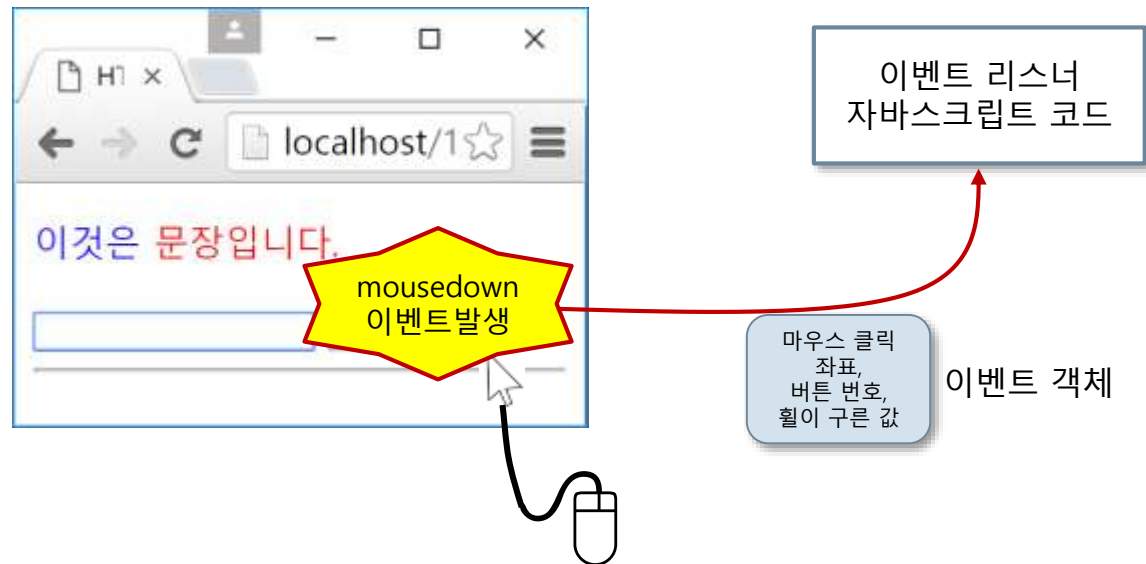 H
localhost/1
이것은 문장입니다.
mousedown
이벤트발생
이벤트 리스너
자바스크립트 코드
마우스 클릭
좌표,
버튼 번호,
휠이 구른 값
이벤트 객체